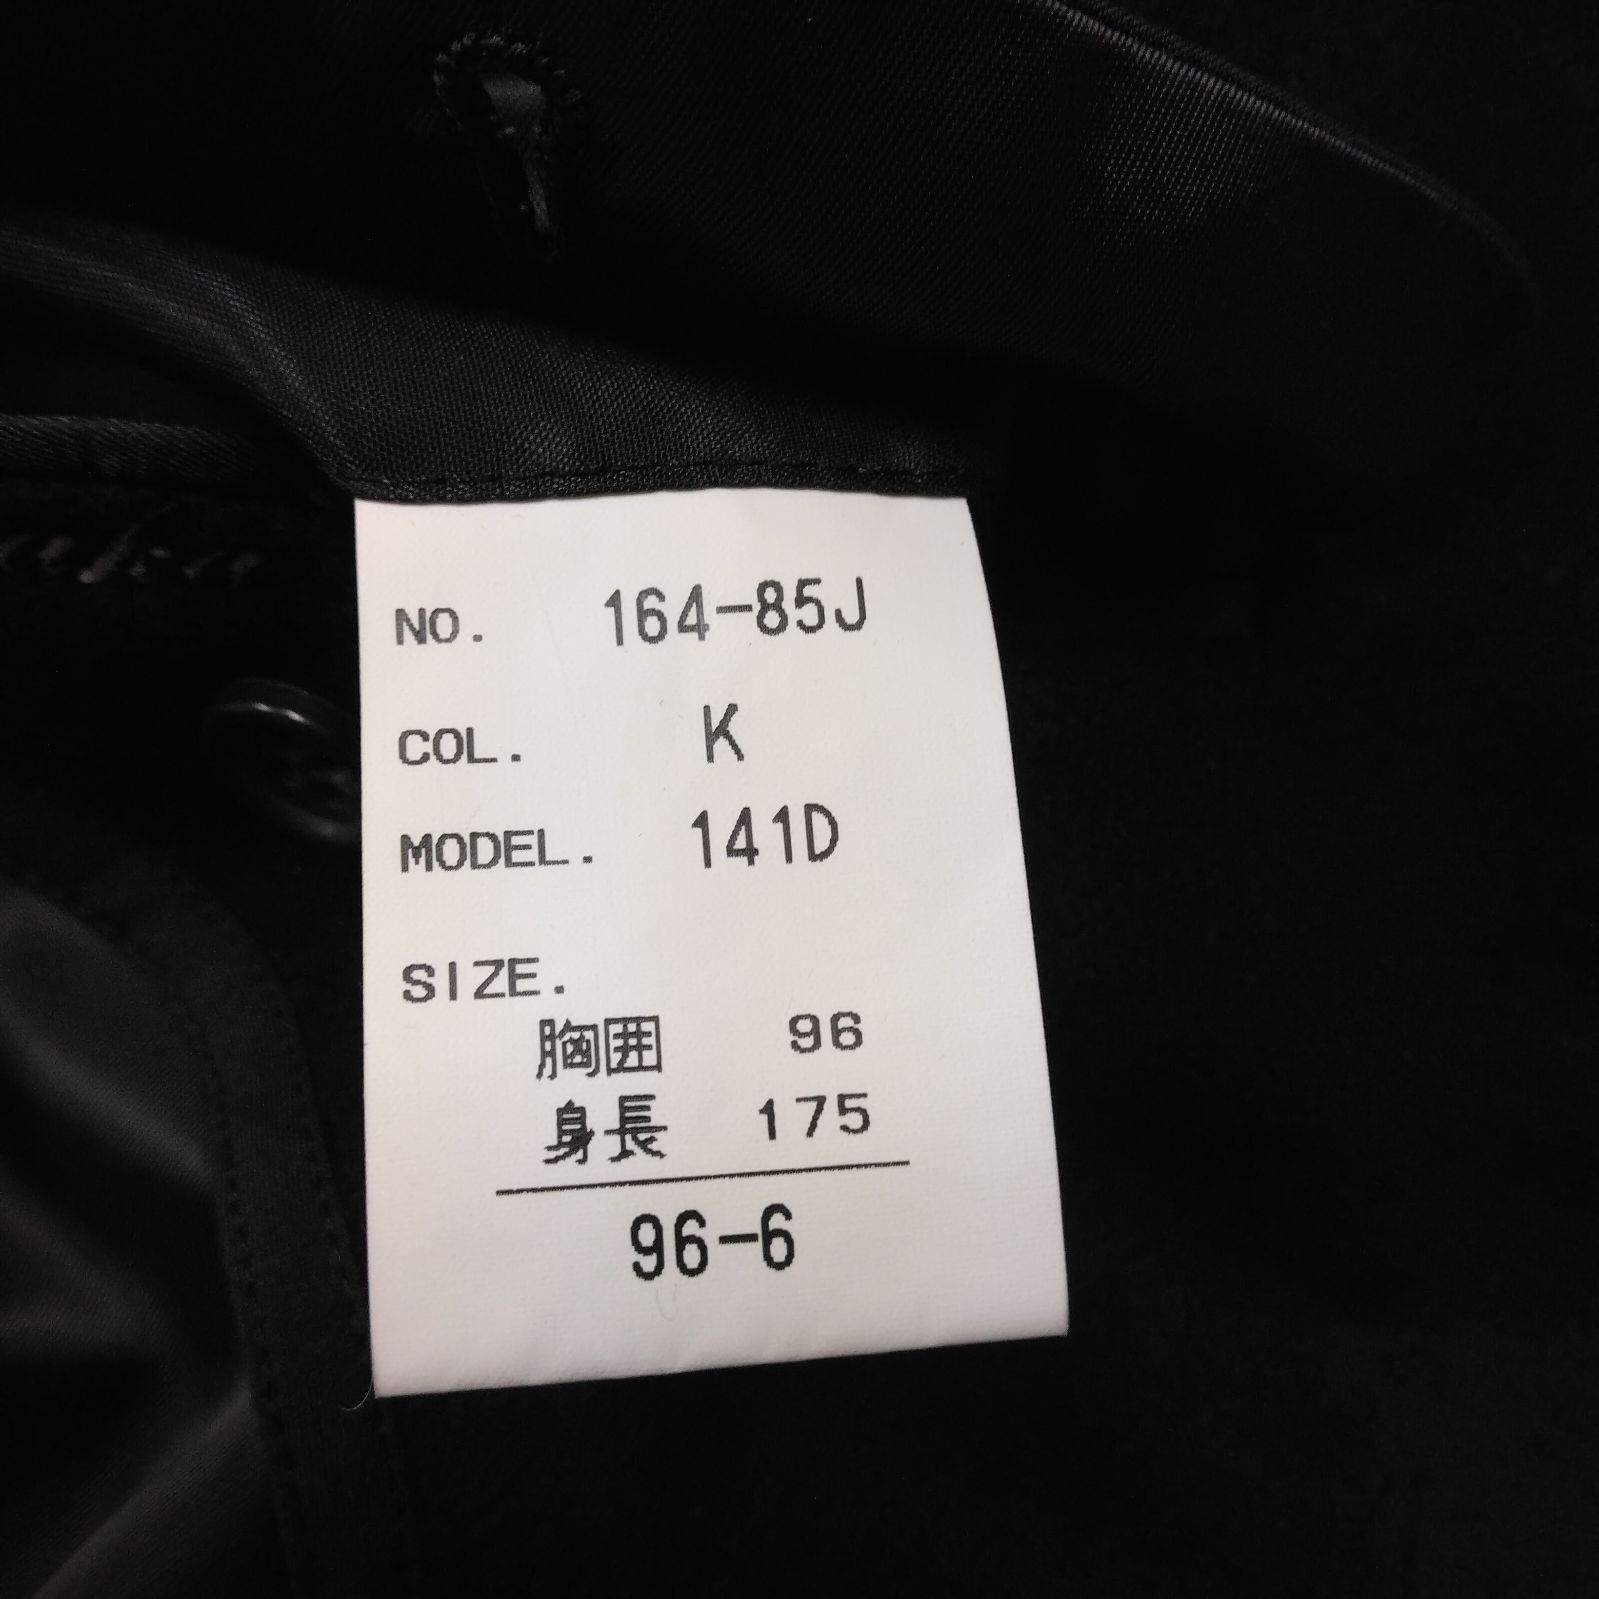 NO. 164-85J
COL. K
MODEL. 141D
SIZE.
胸囲 96
身長 175
96-6